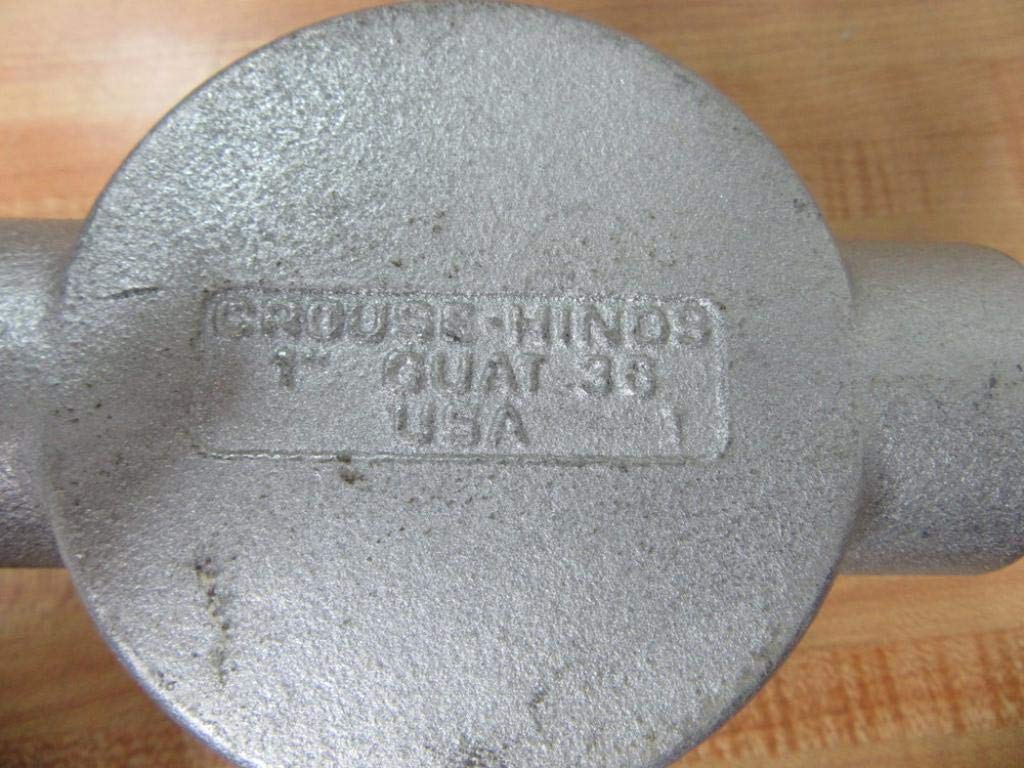 CROUSE-HINDS
1" GUAT 36
USA 1